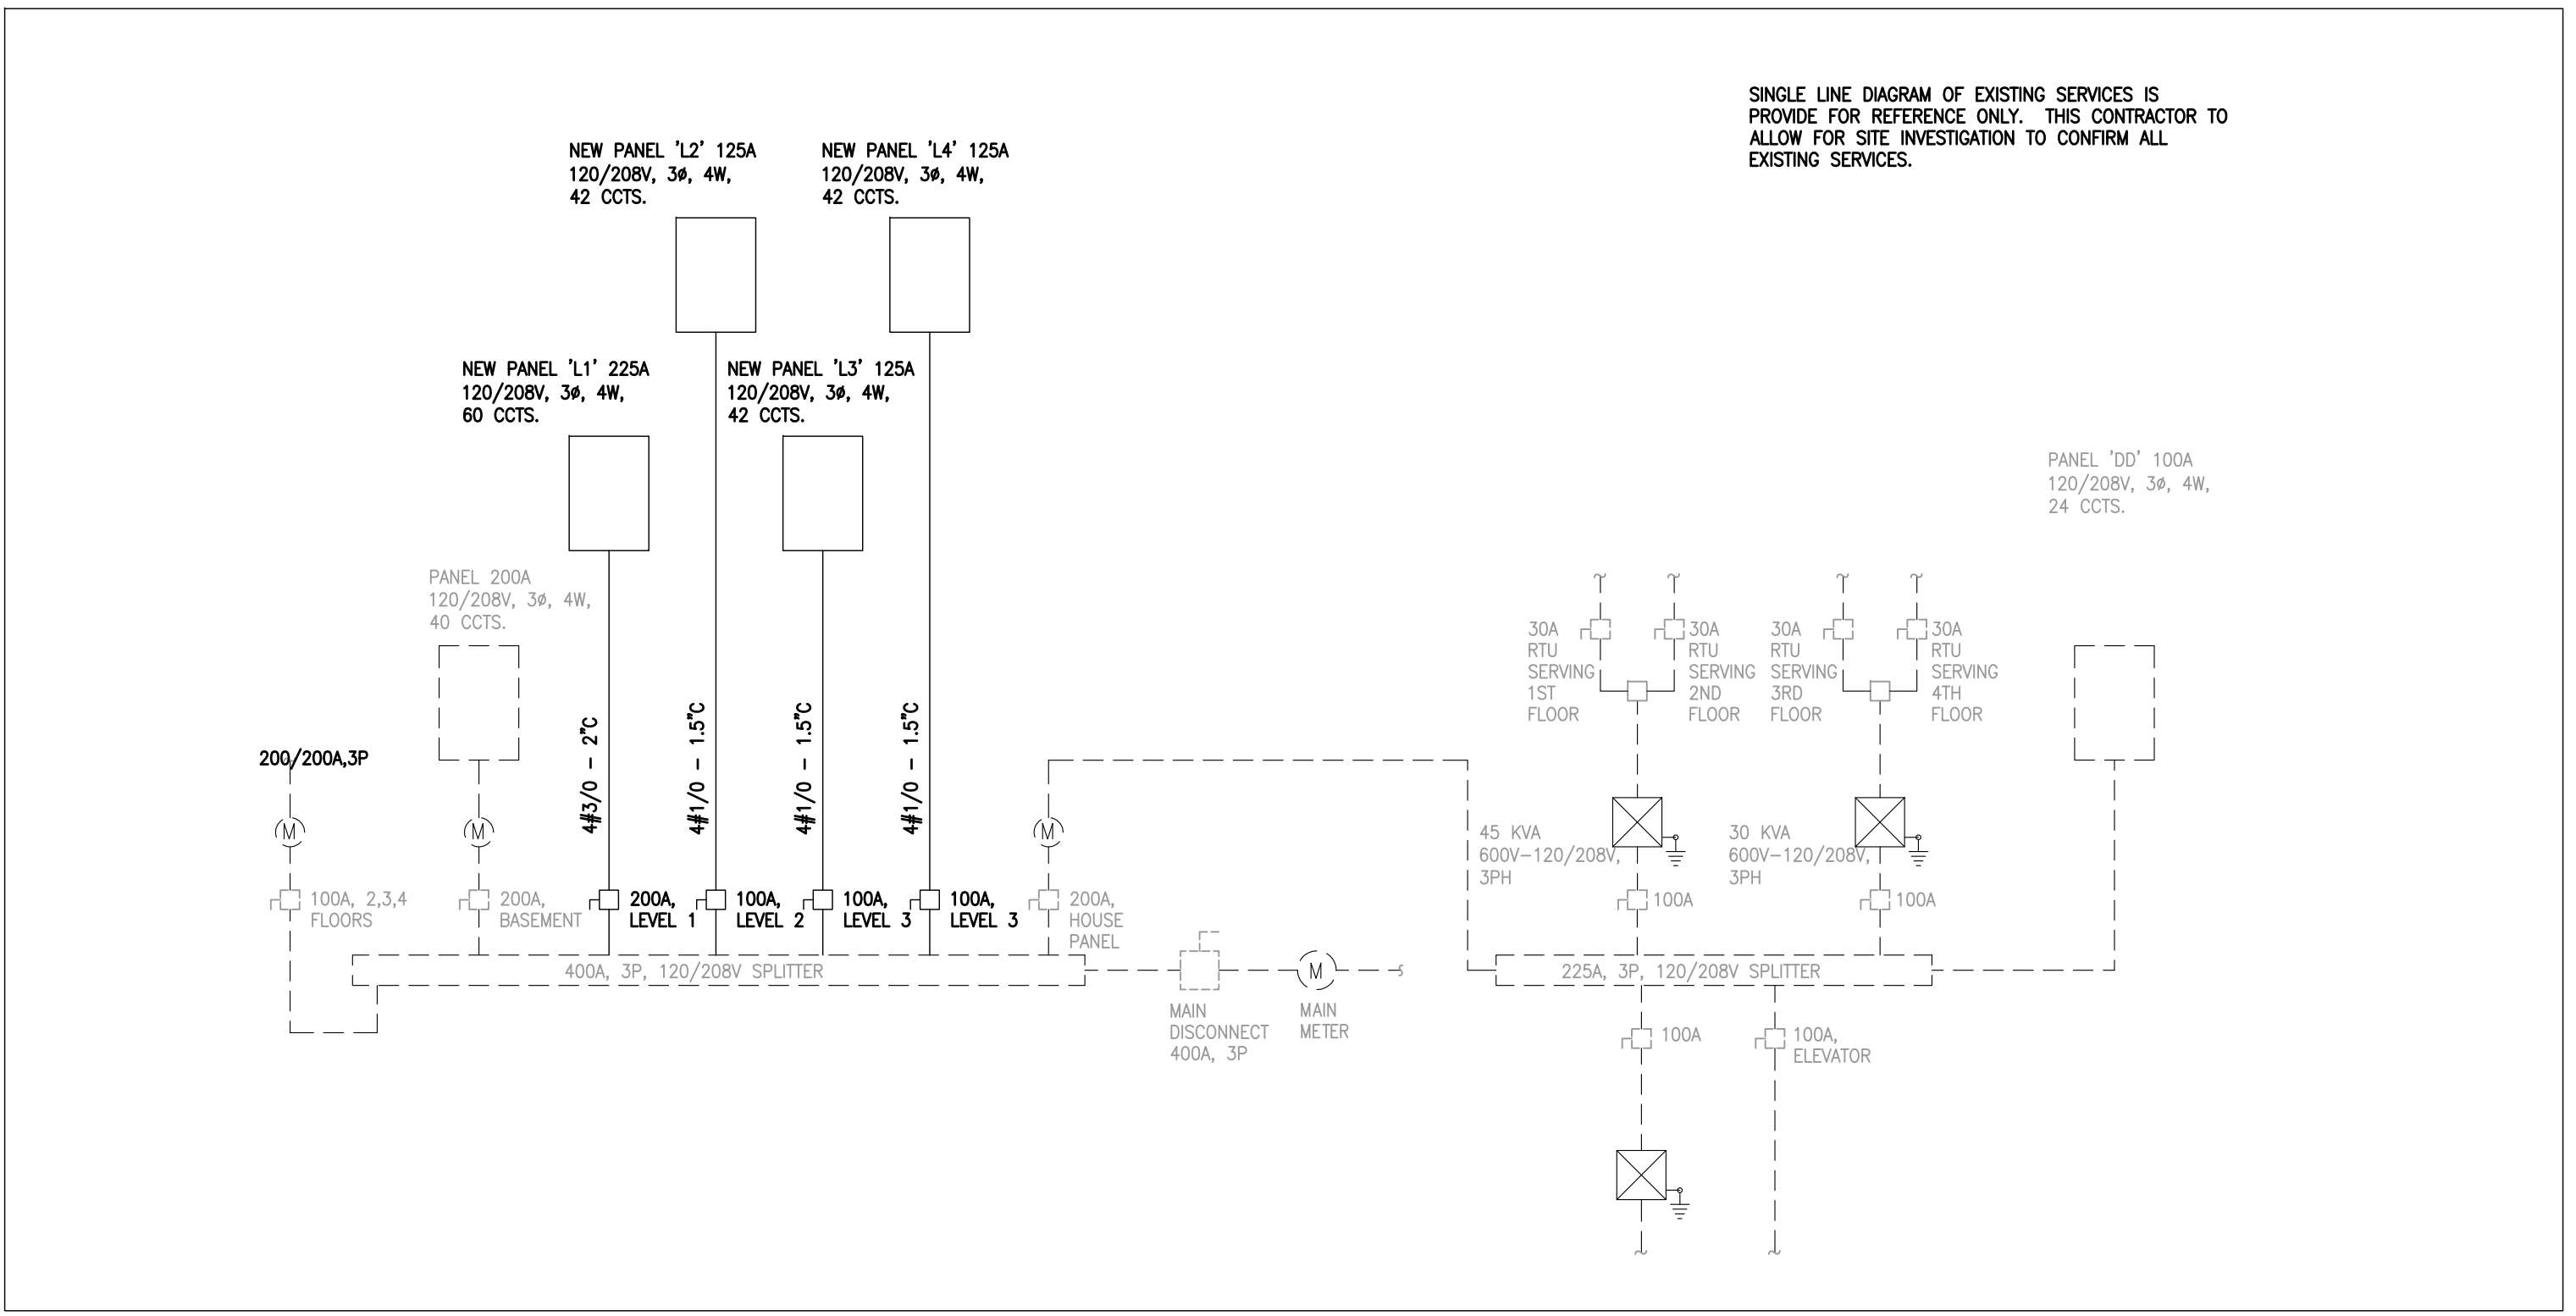 SINGLE LINE DIAGRAM OF EXISTING SERVICES IS
PROVIDE FOR REFERENCE ONLY. THIS CONTRACTOR TO
ALLOW FOR SITE INVESTIGATION TO CONFIRM ALL
EXISTING SERVICES.
NEW PANEL 'L2' 125A
120/208V, 3ø, 4W,
42 CCTS.
NEW PANEL 'L4' 125A
120/208V, 3ø, 4W,
42 CCTS.
NEW PANEL 'L1' 225A
120/208V, 3ø, 4W,
60 CCTS.
NEW PANEL 'L3' 125A
120/208V, 3ø, 4W,
42 CCTS.
PANEL 'DD' 100A
120/208V, 3ø, 4W,
24 CCTS.
PANEL 200A
120/208V, 3ø, 4W,
40 CCTS.
30A
RTU
SERVING
1ST
FLOOR
30A
RTU
SERVING
2ND
FLOOR
30A
RTU
SERVING
3RD
FLOOR
30A
RTU
SERVING
4TH
FLOOR
200/200A,3P
4#3/0 - 2"C
4#1/0 - 1.5"C
4#1/0 - 1.5"C
4#1/0 - 1.5"C
M
M
M
45 KVA
600V-120/208V,
3PH
30 KVA
600V-120/208V,
3PH
100A, 2,3,4
FLOORS
200A,
BASEMENT
200A,
LEVEL 1
100A,
LEVEL 2
100A,
LEVEL 3
100A,
LEVEL 3
200A,
HOUSE
PANEL
100A
100A
400A, 3P, 120/208V SPLITTER
M
225A, 3P, 120/208V SPLITTER
MAIN
DISCONNECT
400A, 3P
MAIN
METER
100A
100A,
ELEVATOR